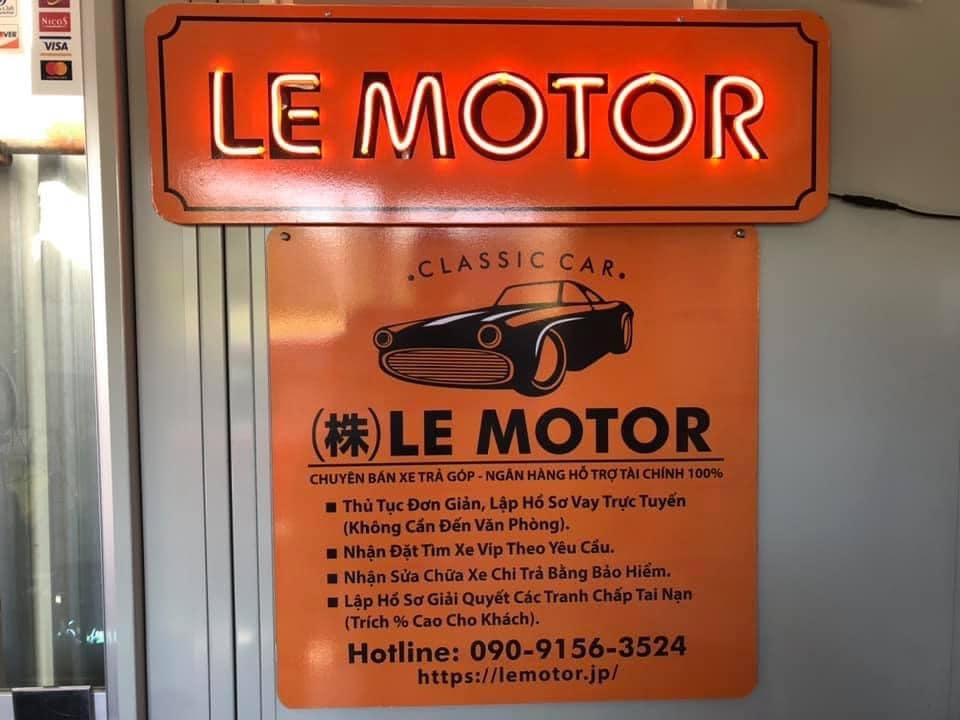 NICOS
VISA
LE MOTOR
.CLASSIC CAR.
(株)LE MOTOR
CHUYÊN BÁN XE TRẢ GÓP - NGÂN HÀNG HỖ TRỢ TÀI CHÍNH 100%
■ Thủ Tục Đơn Giản, Lập Hồ Sơ Vay Trực Tuyến
(Không Cần Đến Văn Phòng).
■ Nhận Đặt Tìm Xe Vip Theo Yêu Cầu.
■ Nhận Sửa Chữa Xe Chi Trả Bằng Bảo Hiểm.
■ Lập Hồ Sơ Giải Quyết Các Tranh Chấp Tai Nạn
(Trích % Cao Cho Khách).
Hotline: 090-9156-3524
https://lemotor.jp/